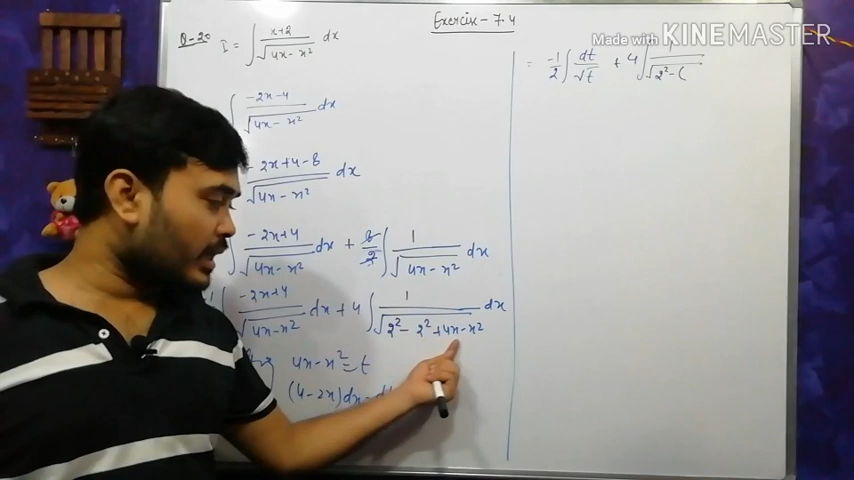 Exercise - 7.4
Made with KINEMASTER
Q-20 I = ∫ x+2 / √(4x - x²) dx
∫ -2x-4 / √(4x - x²) dx
-2x+4-8 / √(4x - x²) dx
∫ -2x+4 / √(4x - x²) dx + 8/2 ∫ 1 / √(4x - x²) dx
-2x+4 / √(4x-x²) dx + 4 ∫ 1 / √(2² - 2² + 4x - x²) dx
4x - x² = t
(4-2x)dx =
= -1/2 ∫ dt/√t + 4 ∫ 1 / √(2² - (